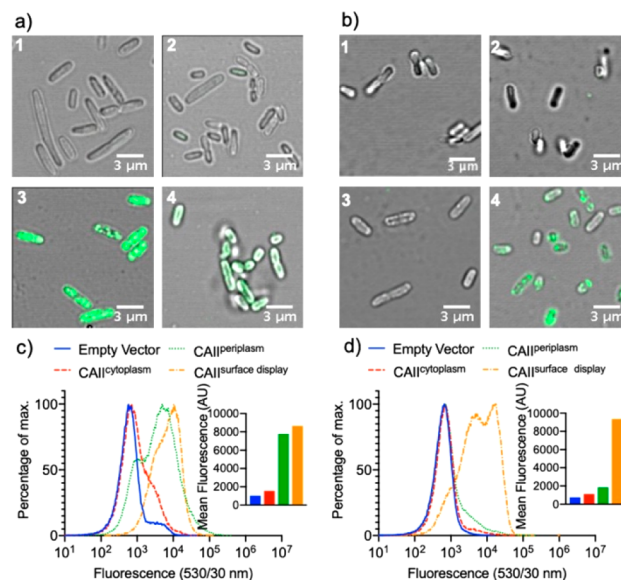 a)
b)
1
2
1
2
3 µm
3 µm
3 µm
3 µm
3
4
3
4
3 µm
3 µm
3 µm
3 µm
c)
Empty Vector
CAII periplasm
CAII cytoplasm
CAII surface display
d)
Empty Vector
CAII periplasm
CAII cytoplasm
CAII surface display
Percentage of max.
100
50
0
10^1 10^2 10^3 10^4 10^5 10^6 10^7
Fluorescence (530/30 nm)
Mean Fluorescence (AU)
10000
8000
6000
4000
2000
0
Percentage of max.
100
50
0
10^1 10^2 10^3 10^4 10^5 10^6 10^7
Fluorescence (530/30 nm)
Mean Fluorescence (AU)
10000
8000
6000
4000
2000
0